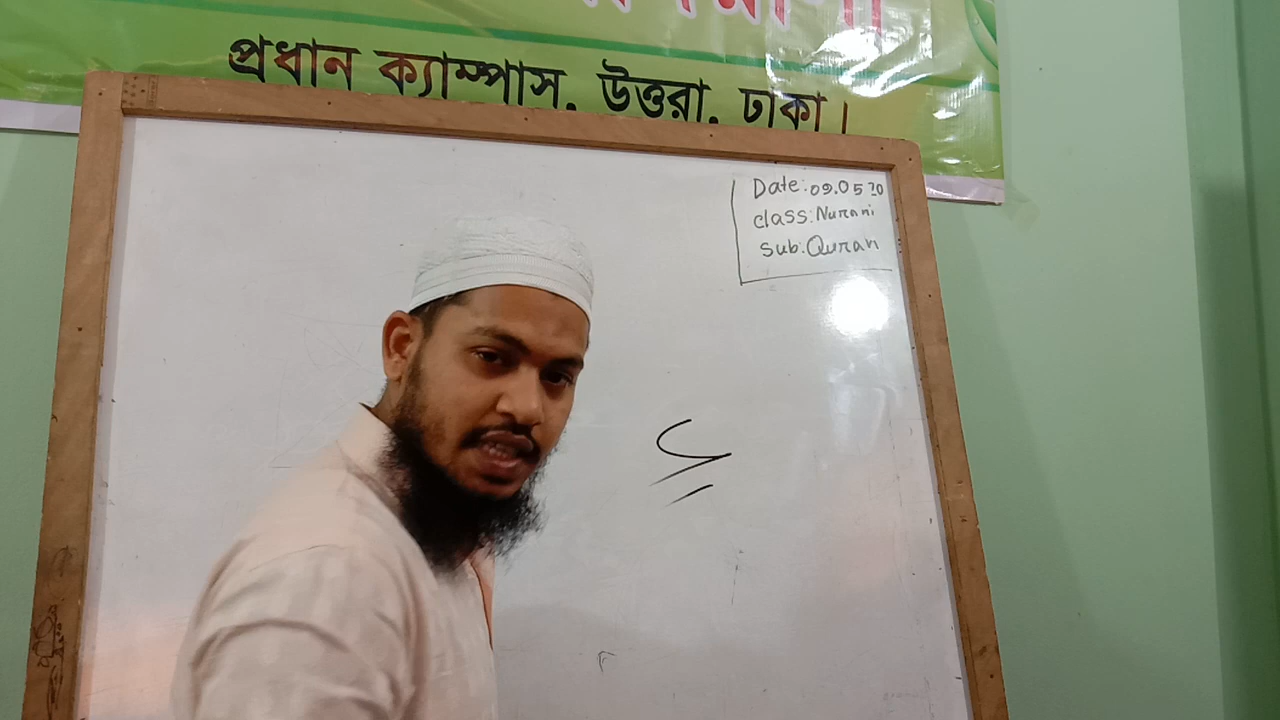 প্রধান ক্যাম্পাস, উত্তরা, ঢাকা।
Date: 09.05 20
class: Nurani
sub: Quran